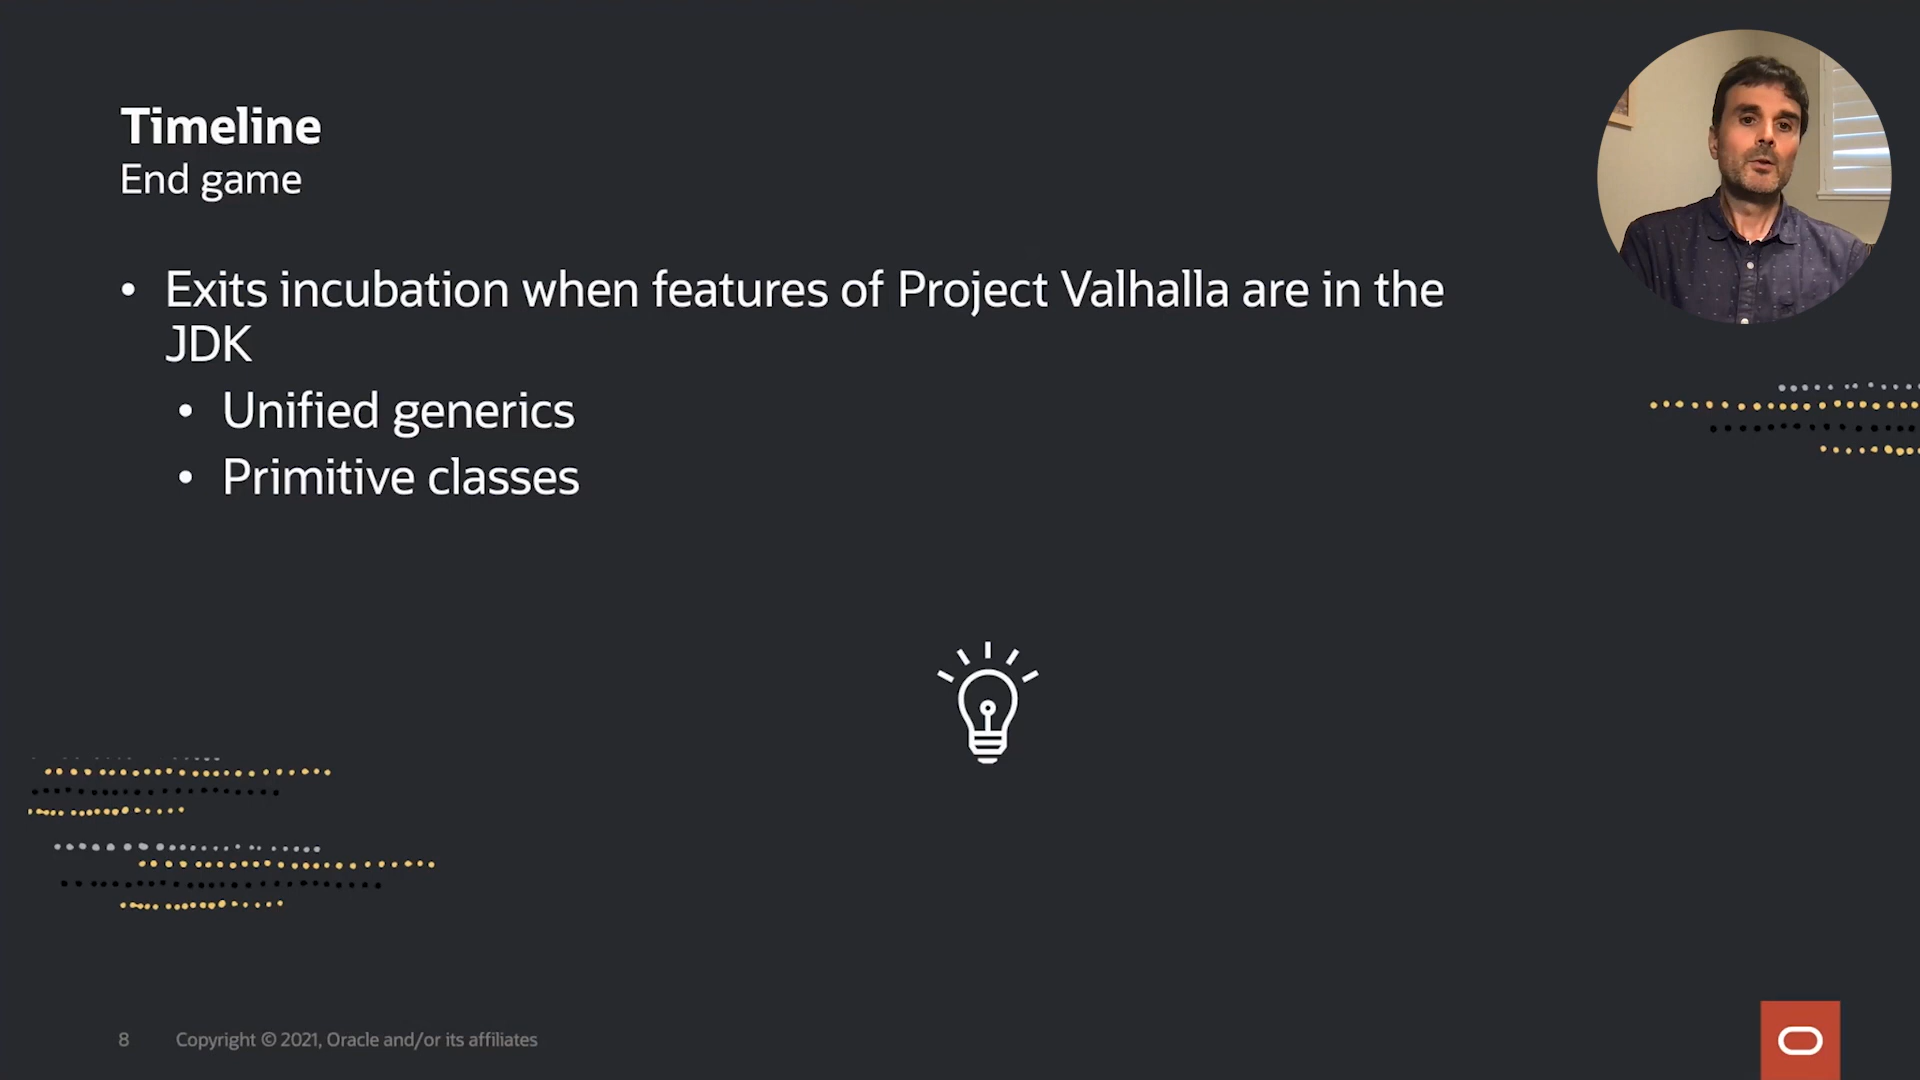 Timeline
End game
• Exits incubation when features of Project Valhalla are in the
JDK
• Unified generics
• Primitive classes
8 Copyright © 2021, Oracle and/or its affiliates